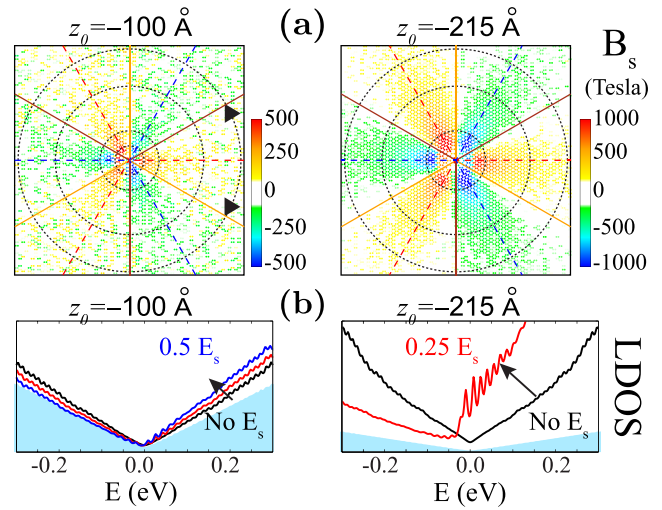 z₀=−100 Å (a) z₀=−215 Å
Bₛ
(Tesla)
500
250
0
-250
-500
1000
500
0
-500
-1000
z₀=−100 Å (b) z₀=−215 Å
0.5 Eₛ
No Eₛ
0.25 Eₛ
No Eₛ
LDOS
-0.2 0.0 0.2
-0.2 0.0 0.2
E (eV)
E (eV)